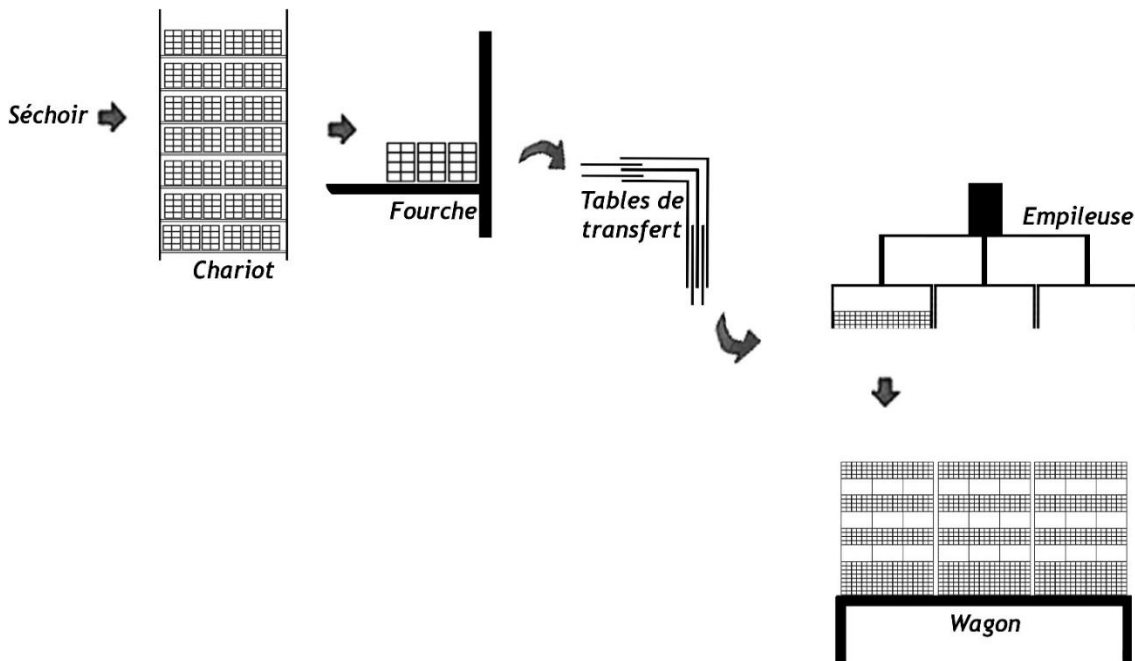 Séchoir
Chariot
Fourche
Tables de
transfert
Empileuse
Wagon